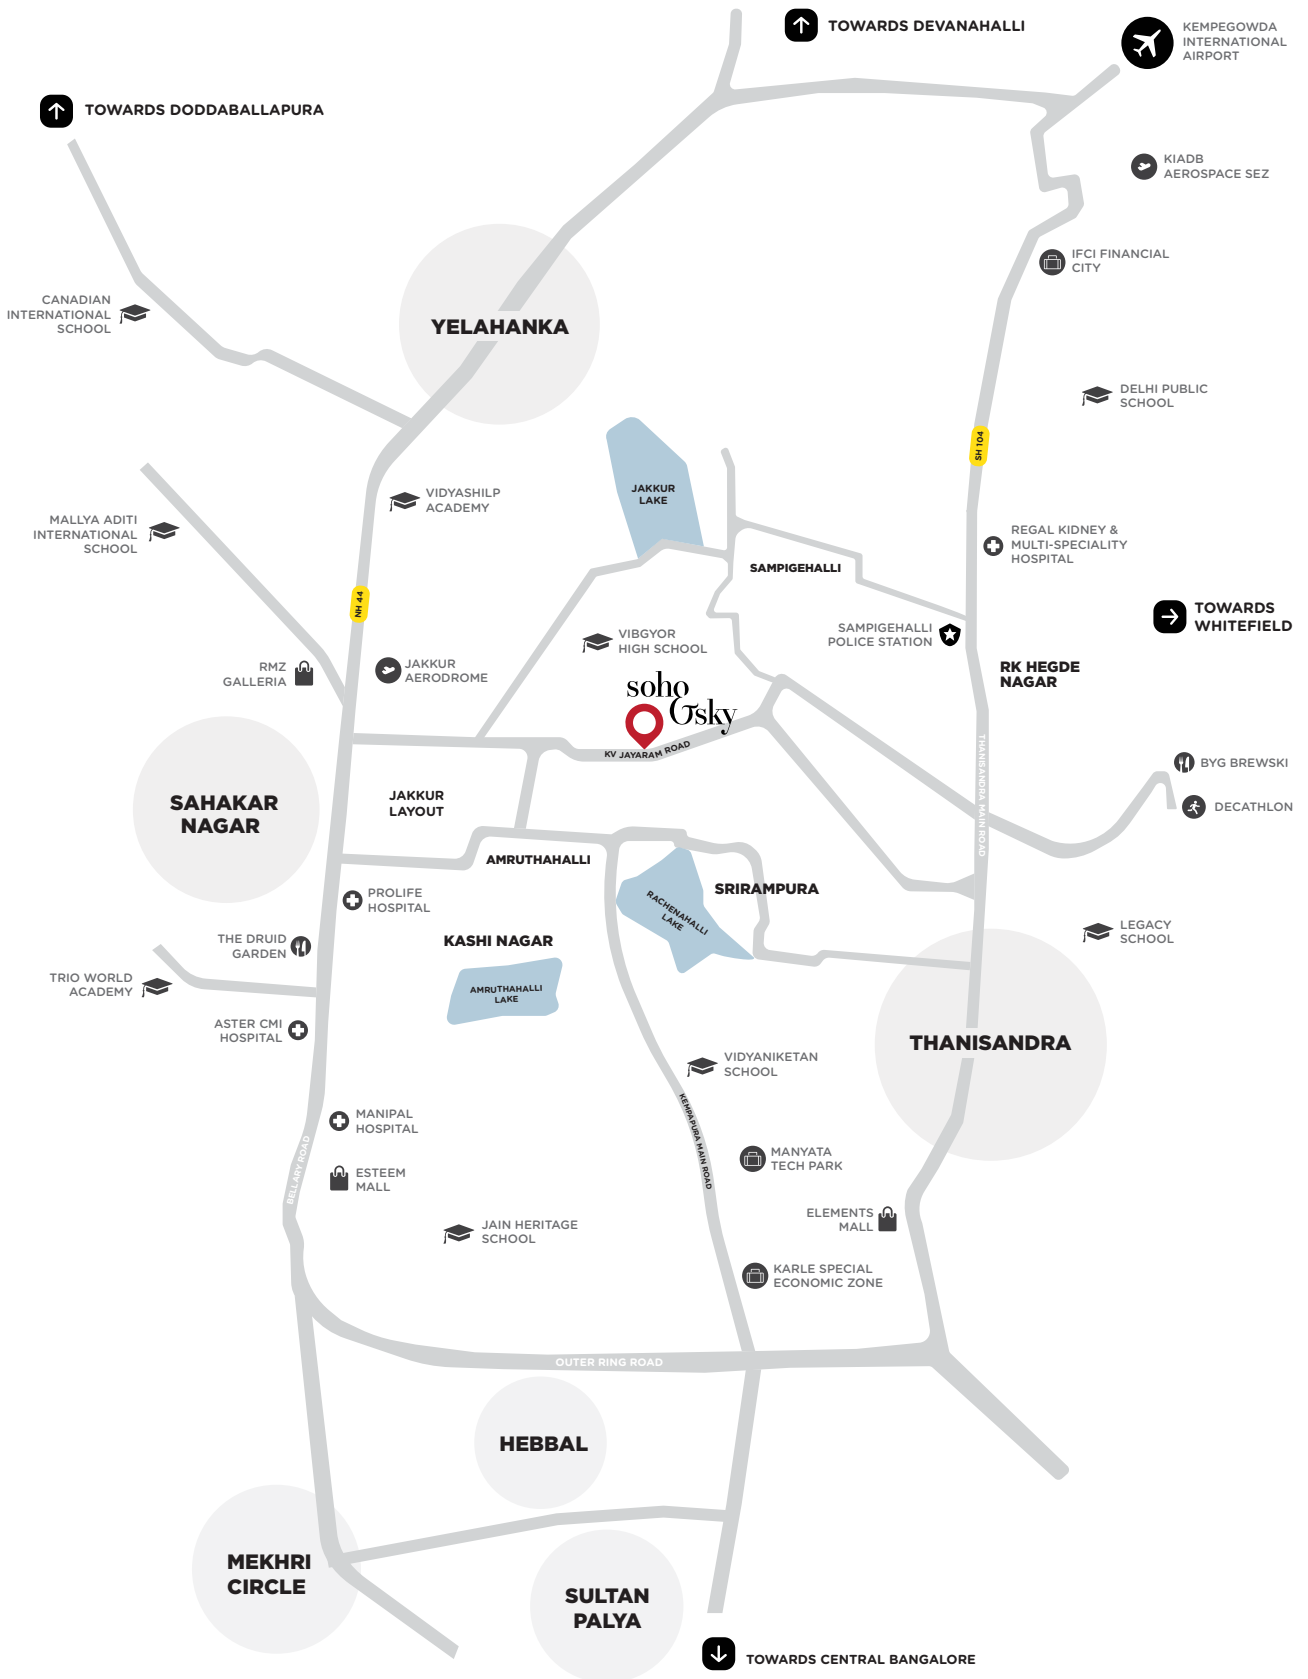 TOWARDS DEVANAHALLI
KEMPEGOWDA
INTERNATIONAL
AIRPORT
TOWARDS DODDABALLAPURA
KIADB
AEROSPACE SEZ
IFCI FINANCIAL
CITY
CANADIAN
INTERNATIONAL
SCHOOL
YELAHANKA
DELHI PUBLIC
SCHOOL
SH 104
JAKKUR
LAKE
VIDYASHILP
ACADEMY
MALLYA ADITI
INTERNATIONAL
SCHOOL
REGAL KIDNEY &
MULTI-SPECIALITY
HOSPITAL
SAMPIGEHALLI
NH 44
TOWARDS
WHITEFIELD
SAMPIGEHALLI
POLICE STATION
VIBGYOR
HIGH SCHOOL
RMZ
GALLERIA
JAKKUR
AERODROME
RK HEGDE
NAGAR
soho
&sky
KV JAYARAM ROAD
THANISANDRA MAIN ROAD
BYG BREWSKI
DECATHLON
SAHAKAR
NAGAR
JAKKUR
LAYOUT
AMRUTHAHALLI
SRIRAMPURA
PROLIFE
HOSPITAL
RACHENAHALLI
LAKE
THE DRUID
GARDEN
KASHI NAGAR
LEGACY
SCHOOL
TRIO WORLD
ACADEMY
AMRUTHAHALLI
LAKE
ASTER CMI
HOSPITAL
THANISANDRA
VIDYANIKETAN
SCHOOL
KEMPAPURA MAIN ROAD
MANIPAL
HOSPITAL
BELLARY ROAD
MANYATA
TECH PARK
ESTEEM
MALL
ELEMENTS
MALL
JAIN HERITAGE
SCHOOL
KARLE SPECIAL
ECONOMIC ZONE
OUTER RING ROAD
HEBBAL
MEKHRI
CIRCLE
SULTAN
PALYA
TOWARDS CENTRAL BANGALORE